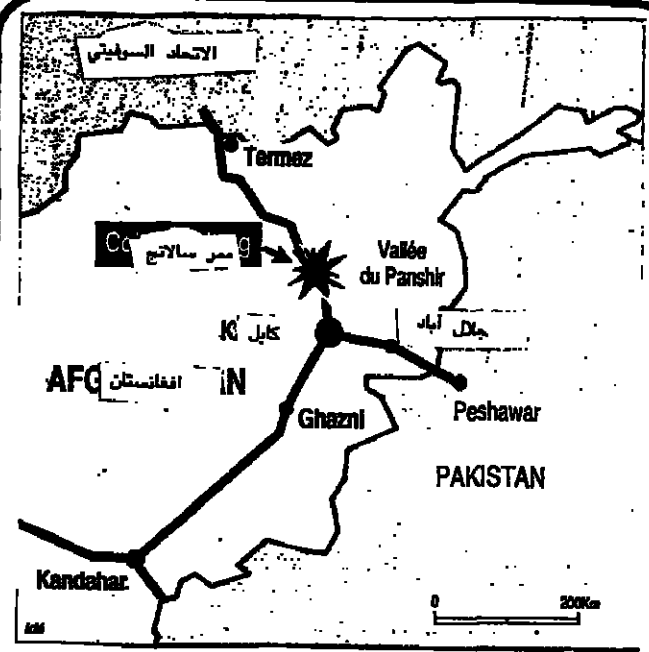 الاتحاد السوفيتي
Termez
ممر سالانج
Vallée
du Panshir
كابل
جلال آباد
AFG افغانستان IN
Ghazni
Peshawar
PAKISTAN
Kandahar
0 200Km